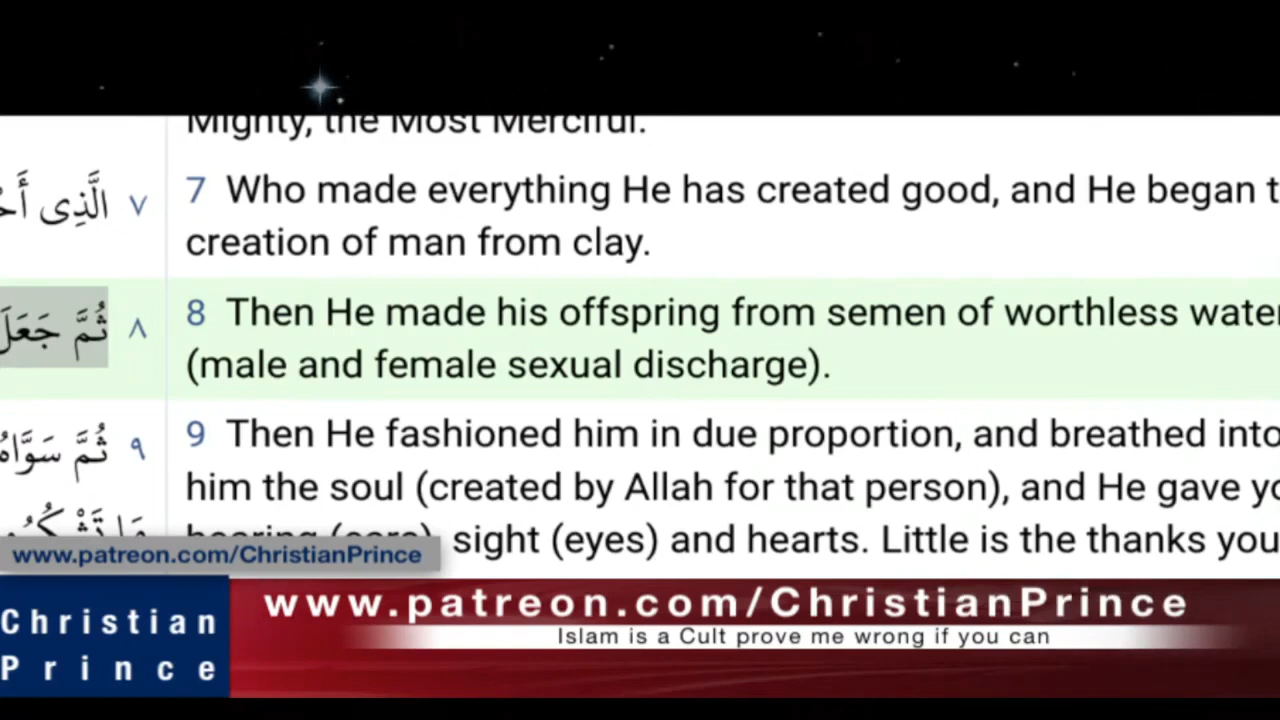 Mighty, the Most Merciful.
٧ الَّذِى
7 Who made everything He has created good, and He began
creation of man from clay.
٨ ثُمَّ جَعَلَ
8 Then He made his offspring from semen of worthless water
(male and female sexual discharge).
٩ ثُمَّ سَوَّاهُ
9 Then He fashioned him in due proportion, and breathed into
him the soul (created by Allah for that person), and He gave
hearing (ears), sight (eyes) and hearts. Little is the thanks you
www.patreon.com/ChristianPrince
Christian
Prince
www.patreon.com/ChristianPrince
Islam is a Cult prove me wrong if you can